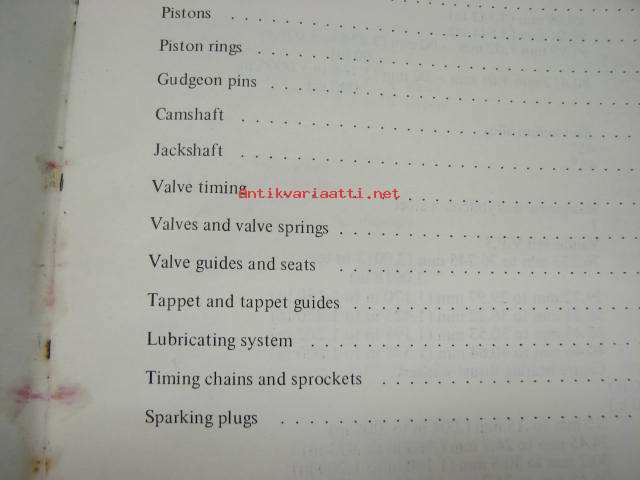 Pistons . . . . . . . . . . . . . . .
Piston rings . . . . . . . . . . . . . . .
Gudgeon pins . . . . . . . . . . . . . . .
Camshaft . . . . . . . . . . . . . . .
Jackshaft . . . . . . . . . . . . . . .
Valve timing . . . . . . . . . . . . . . .
Antikvariaatti.net
Valves and valve springs . . . . . . . . . . . . . . .
Valve guides and seats . . . . . . . . . . . . . . .
Tappet and tappet guides . . . . . . . . . . . . . . .
Lubricating system . . . . . . . . . . . . . . .
Timing chains and sprockets . . . . . . . . . . . . . . .
Sparking plugs . . . . . . . . . . . . . . .